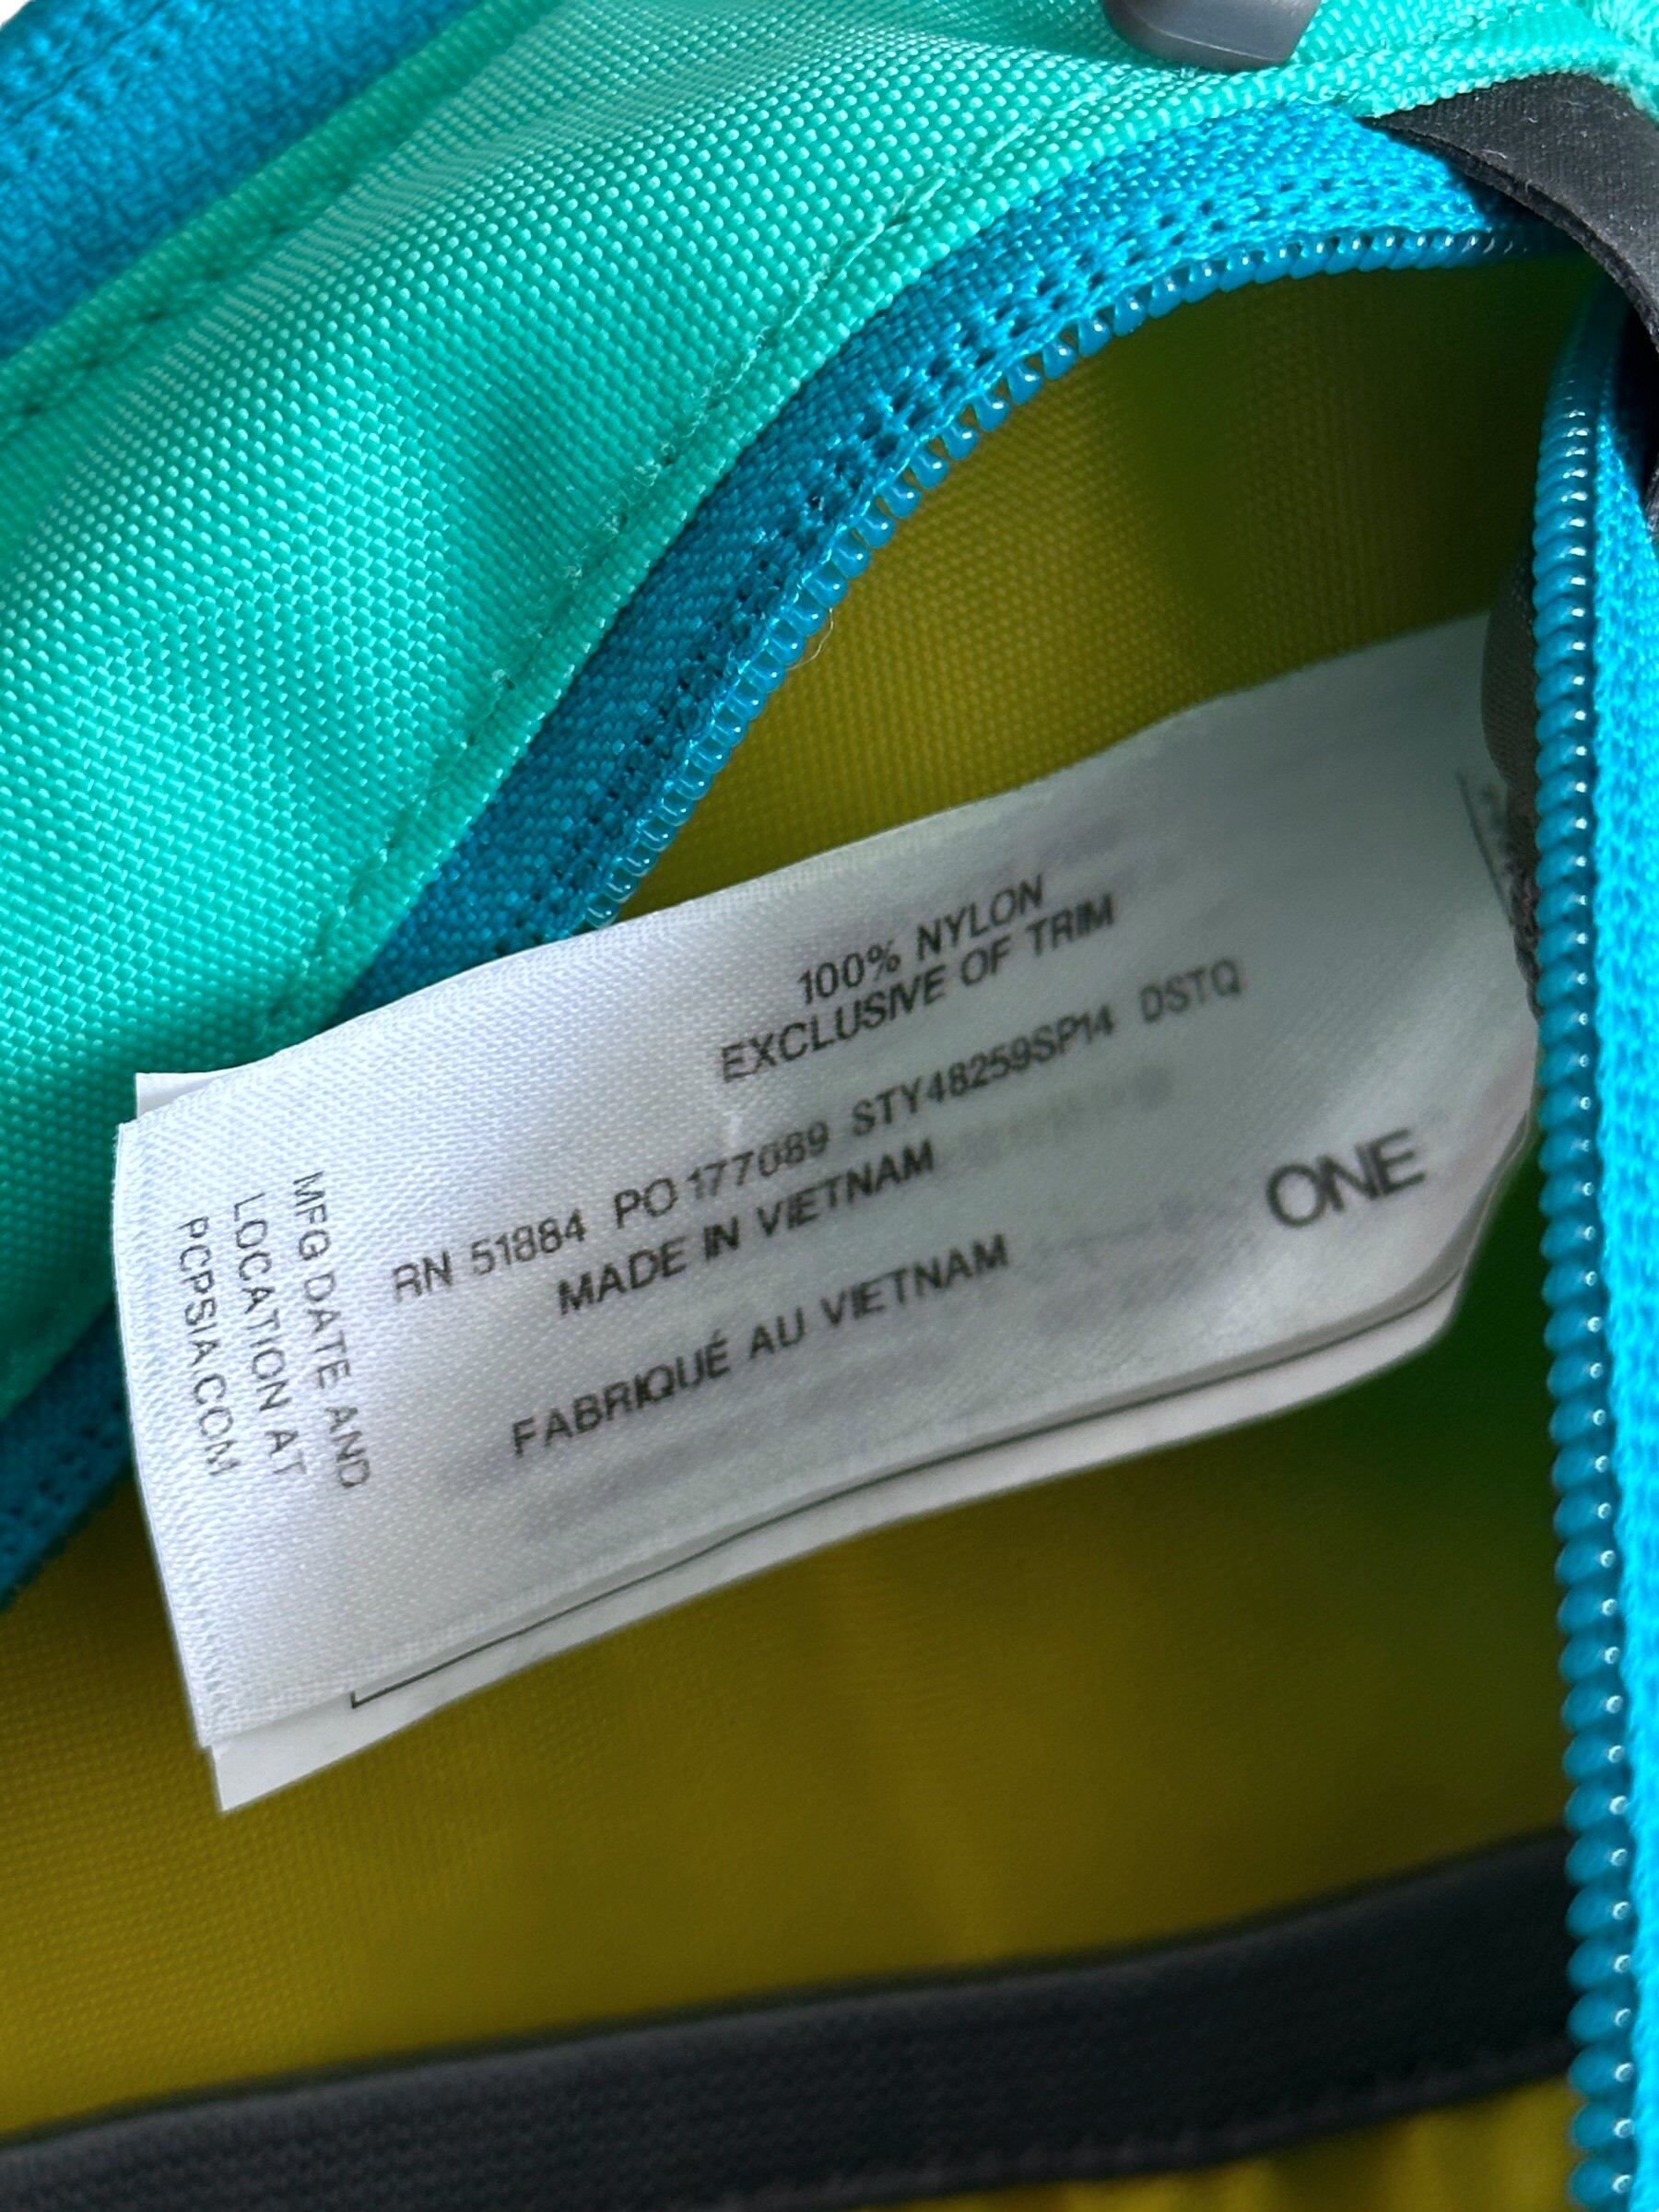 100% NYLON
EXCLUSIVE OF TRIM
RN 51884 PO 177089 STY48259SP14 DSTQ
MADE IN VIETNAM
FABRIQUÉ AU VIETNAM
ONE
MFG DATE AND
LOCATION AT
PCPSIA.COM